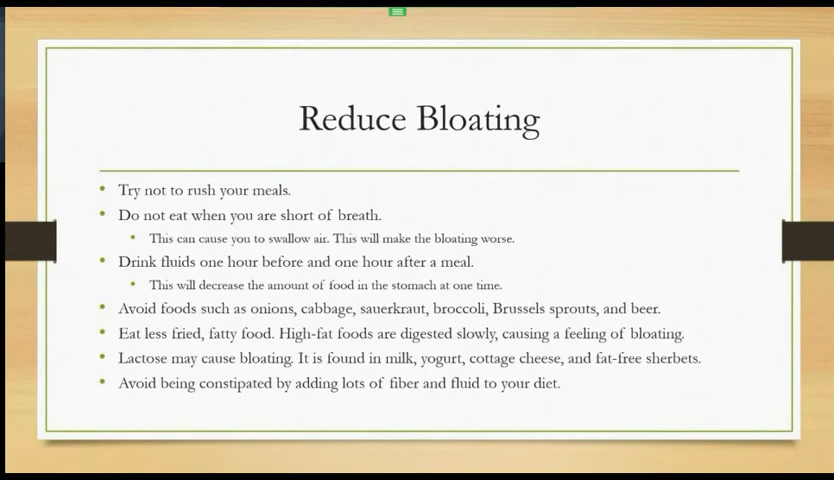 Reduce Bloating
• Try not to rush your meals.
• Do not eat when you are short of breath.
• This can cause you to swallow air. This will make the bloating worse.
• Drink fluids one hour before and one hour after a meal.
• This will decrease the amount of food in the stomach at one time.
• Avoid foods such as onions, cabbage, sauerkraut, broccoli, Brussels sprouts, and beer.
• Eat less fried, fatty food. High-fat foods are digested slowly, causing a feeling of bloating.
• Lactose may cause bloating. It is found in milk, yogurt, cottage cheese, and fat-free sherbets.
• Avoid being constipated by adding lots of fiber and fluid to your diet.